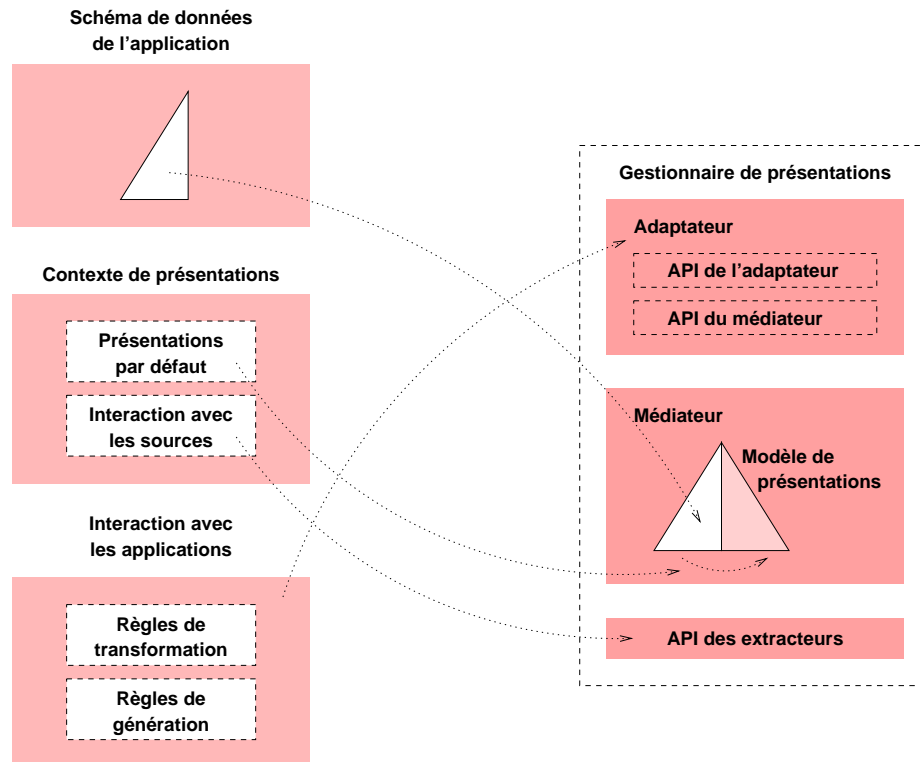 Schéma de données
de l'application
Contexte de présentations
Présentations
par défaut
Interaction avec
les sources
Interaction avec
les applications
Règles de
transformation
Règles de
génération
Gestionnaire de présentations
Adaptateur
API de l'adaptateur
API du médiateur
Médiateur
Modèle de
présentations
API des extracteurs